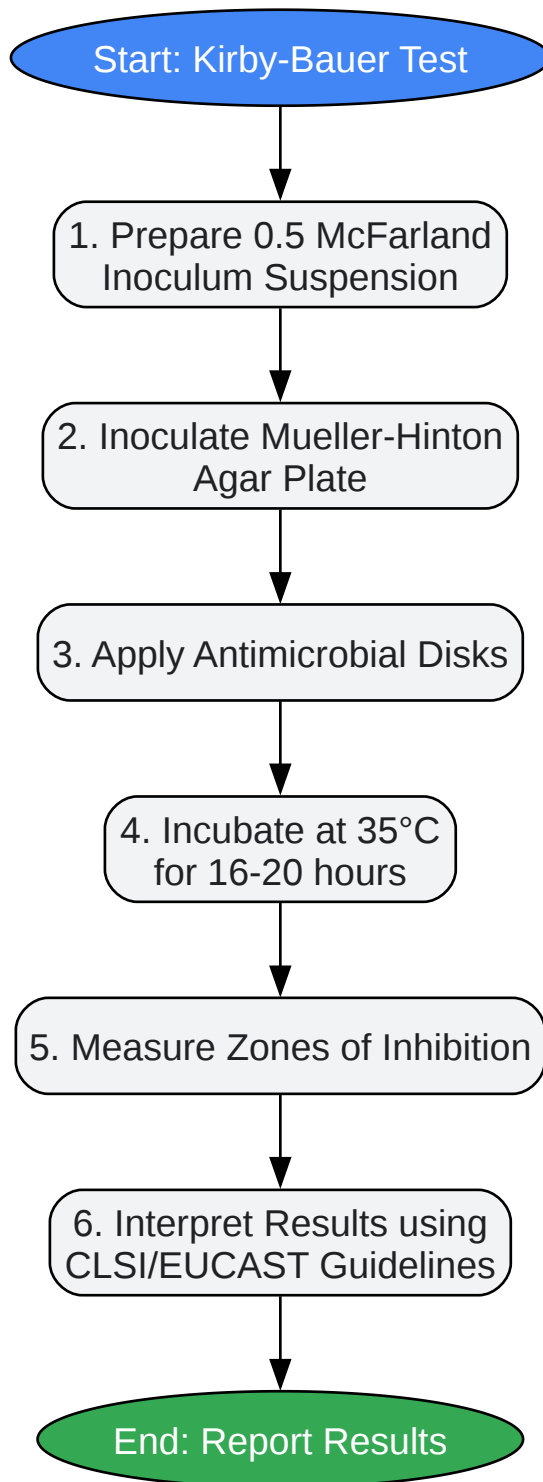 Start: Kirby-Bauer Test
1. Prepare 0.5 McFarland
Inoculum Suspension
2. Inoculate Mueller-Hinton
Agar Plate
3. Apply Antimicrobial Disks
4. Incubate at 35°C
for 16-20 hours
5. Measure Zones of Inhibition
6. Interpret Results using
CLSI/EUCAST Guidelines
End: Report Results